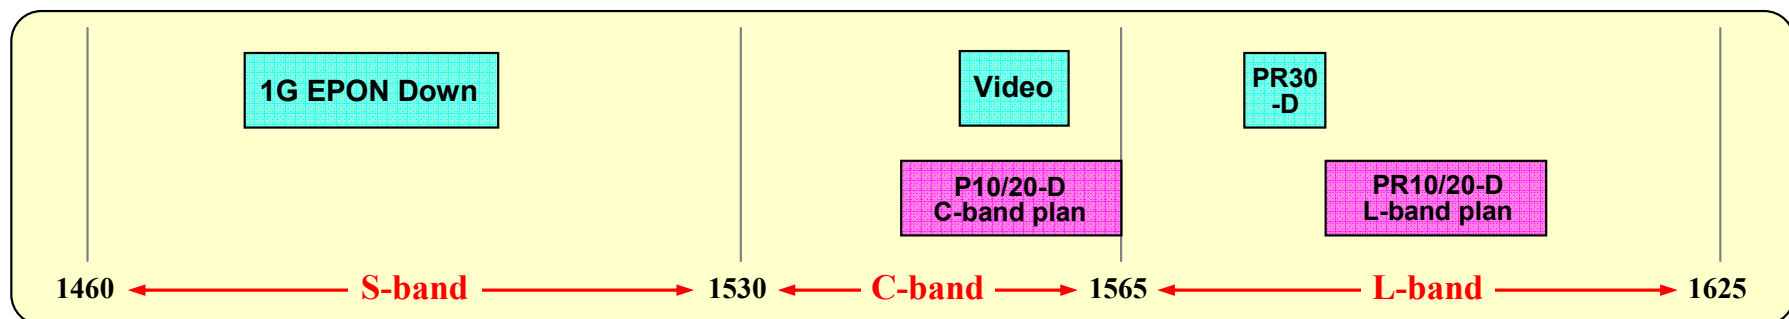 1G EPON Down
Video
PR30
-D
P10/20-D
C-band plan
PR10/20-D
L-band plan
1460
S-band
1530
C-band
1565
L-band
1625